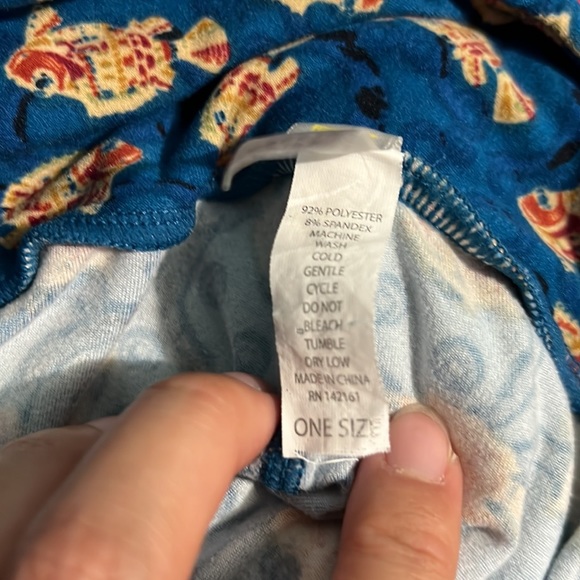 92% POLYESTER
8% SPANDEX
MACHINE
WASH
COLD
GENTLE
CYCLE
DO NOT
BLEACH
TUMBLE
DRY LOW
MADE IN CHINA
RN 142161
ONE SIZE